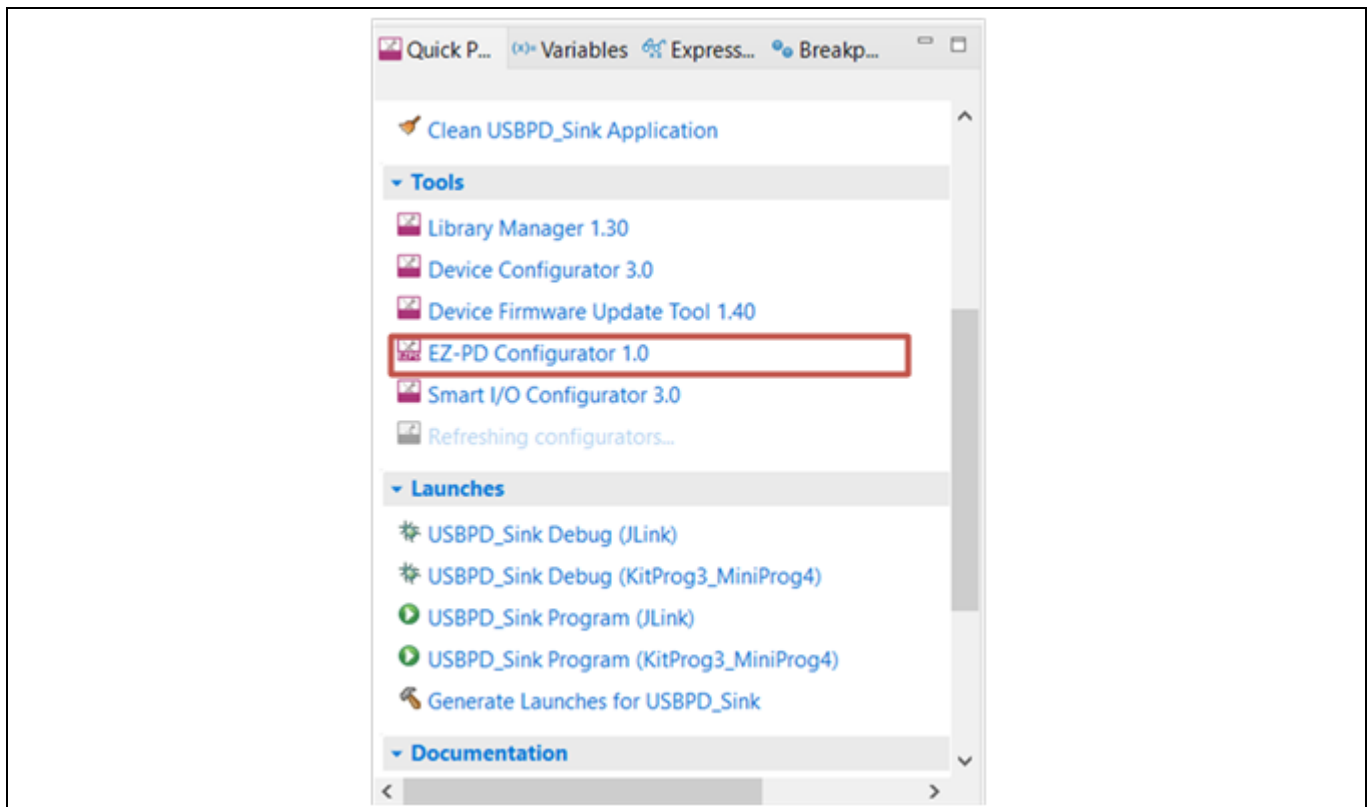 Quick P... (x)= Variables Express... Breakp...
Clean USBPD_Sink Application
Tools
Library Manager 1.30
Device Configurator 3.0
Device Firmware Update Tool 1.40
EZ-PD Configurator 1.0
Smart I/O Configurator 3.0
Refreshing configurators...
Launches
USBPD_Sink Debug (JLink)
USBPD_Sink Debug (KitProg3_MiniProg4)
USBPD_Sink Program (JLink)
USBPD_Sink Program (KitProg3_MiniProg4)
Generate Launches for USBPD_Sink
Documentation